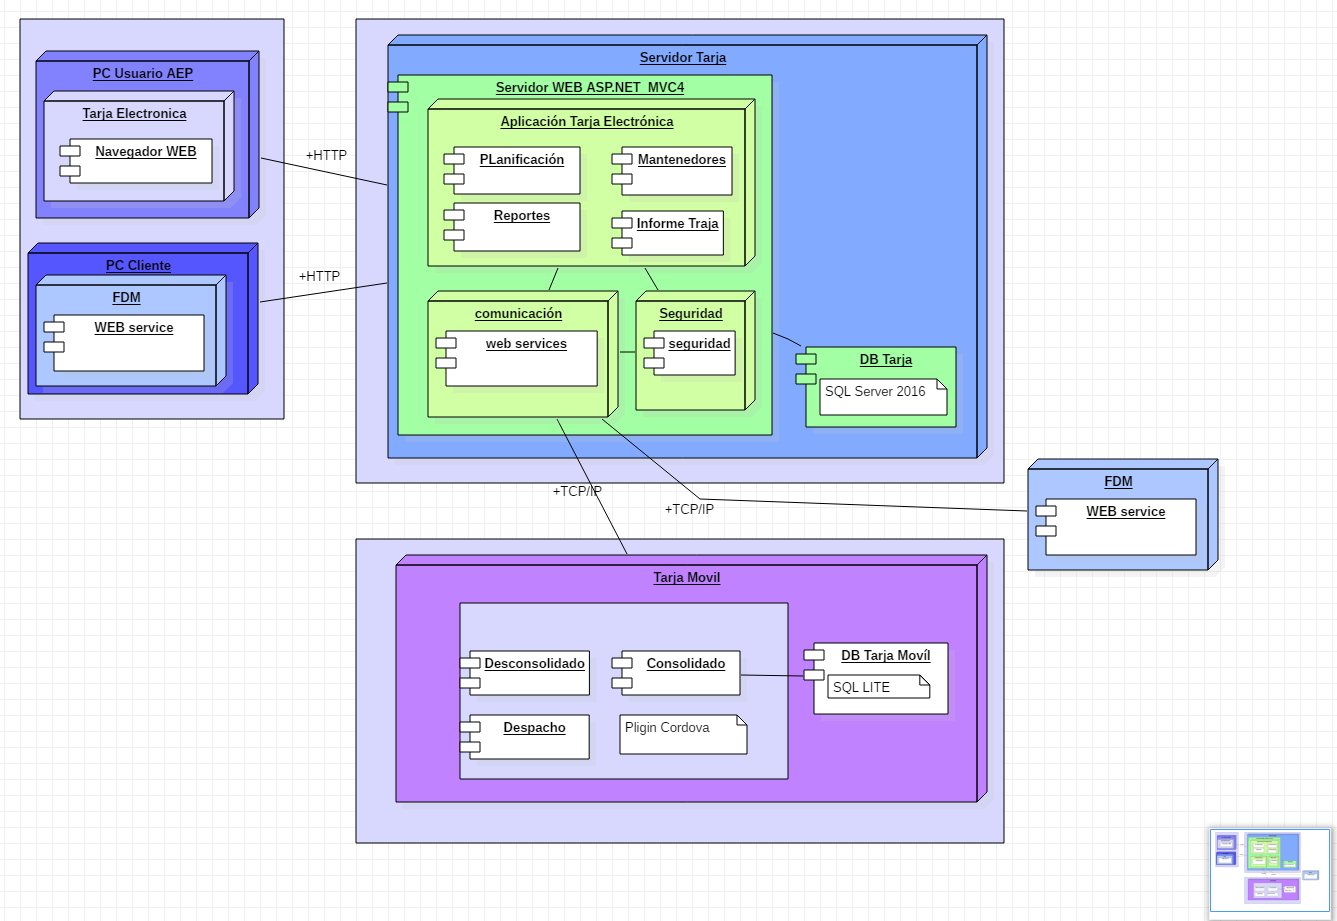 PC Usuario AEP
Tarja Electronica
Navegador WEB
PC Cliente
FDM
WEB service
+HTTP
+HTTP
Servidor Tarja
Servidor WEB ASP.NET MVC4
Aplicación Tarja Electrónica
PLanificación
Mantenedores
Reportes
Informe Traja
comunicación
web services
Seguridad
seguridad
DB Tarja
SQL Server 2016
+TCP/IP
+TCP/IP
FDM
WEB service
Tarja Movil
Desconsolidado
Consolidado
DB Tarja Movíl
SQL LITE
Despacho
Pligin Cordova